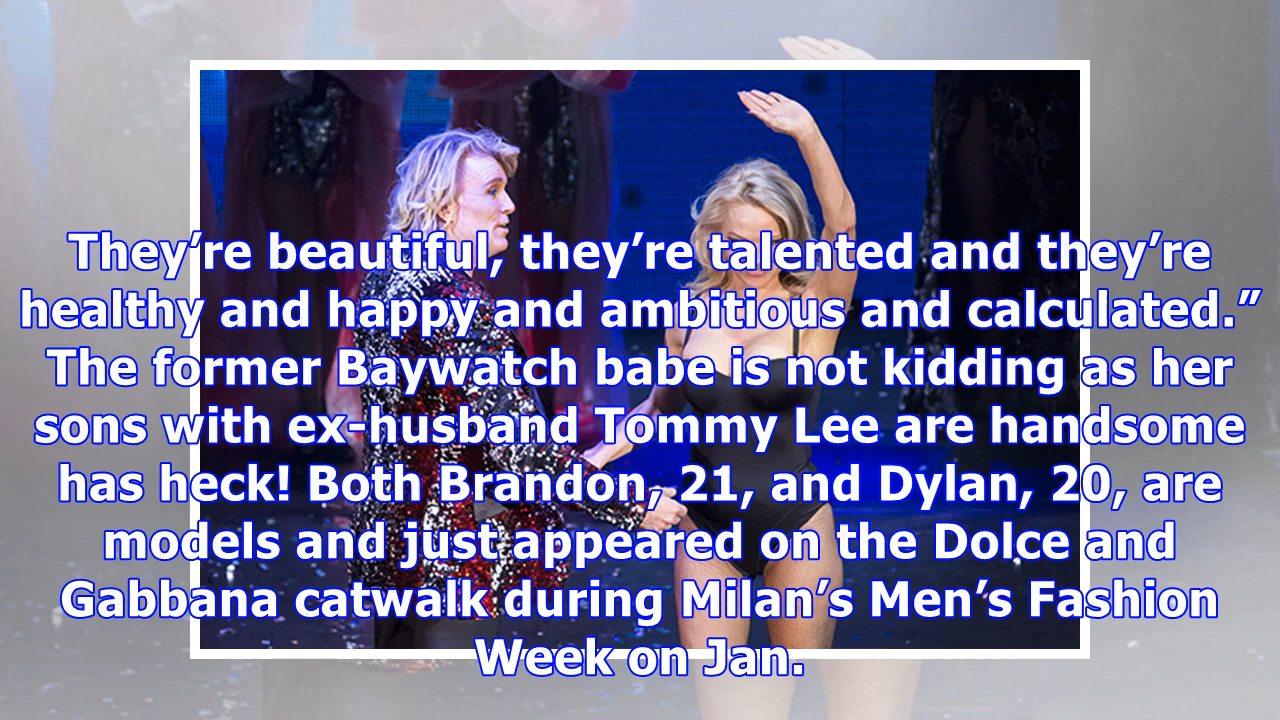 They’re beautiful, they’re talented and they’re
healthy and happy and ambitious and calculated.”
The former Baywatch babe is not kidding as her
sons with ex-husband Tommy Lee are handsome
has heck! Both Brandon, 21, and Dylan, 20, are
models and just appeared on the Dolce and
Gabbana catwalk during Milan’s Men’s Fashion
Week on Jan.